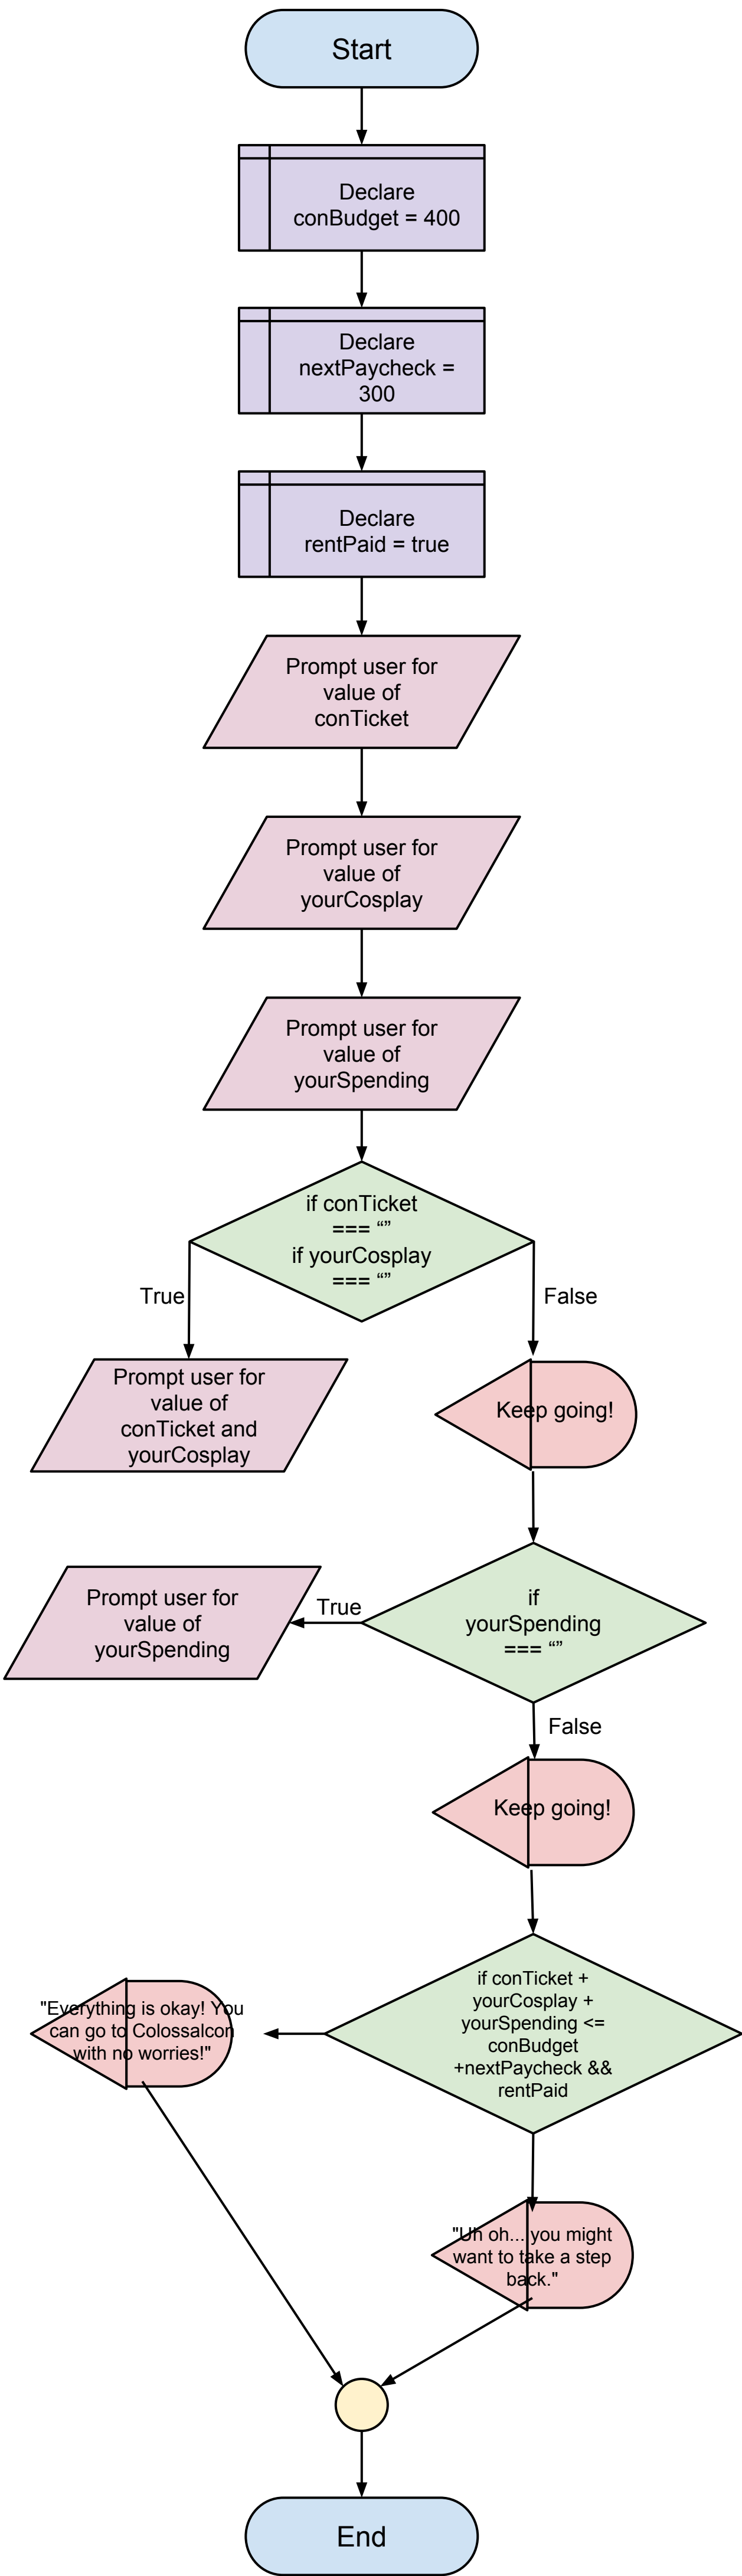 Start
Declare
conBudget = 400
Declare
nextPaycheck =
300
Declare
rentPaid = true
Prompt user for
value of
conTicket
Prompt user for
value of
yourCosplay
Prompt user for
value of
yourSpending
if conTicket
=== “”
if yourCosplay
=== “”
True
False
Prompt user for
value of
conTicket and
yourCosplay
Keep going!
if
yourSpending
=== “”
True
Prompt user for
value of
yourSpending
False
Keep going!
if conTicket +
yourCosplay +
yourSpending <=
conBudget
+nextPaycheck &&
rentPaid
"Everything is okay! You
can go to Colossalcon
with no worries!"
"Uh oh... you might
want to take a step
back."
End